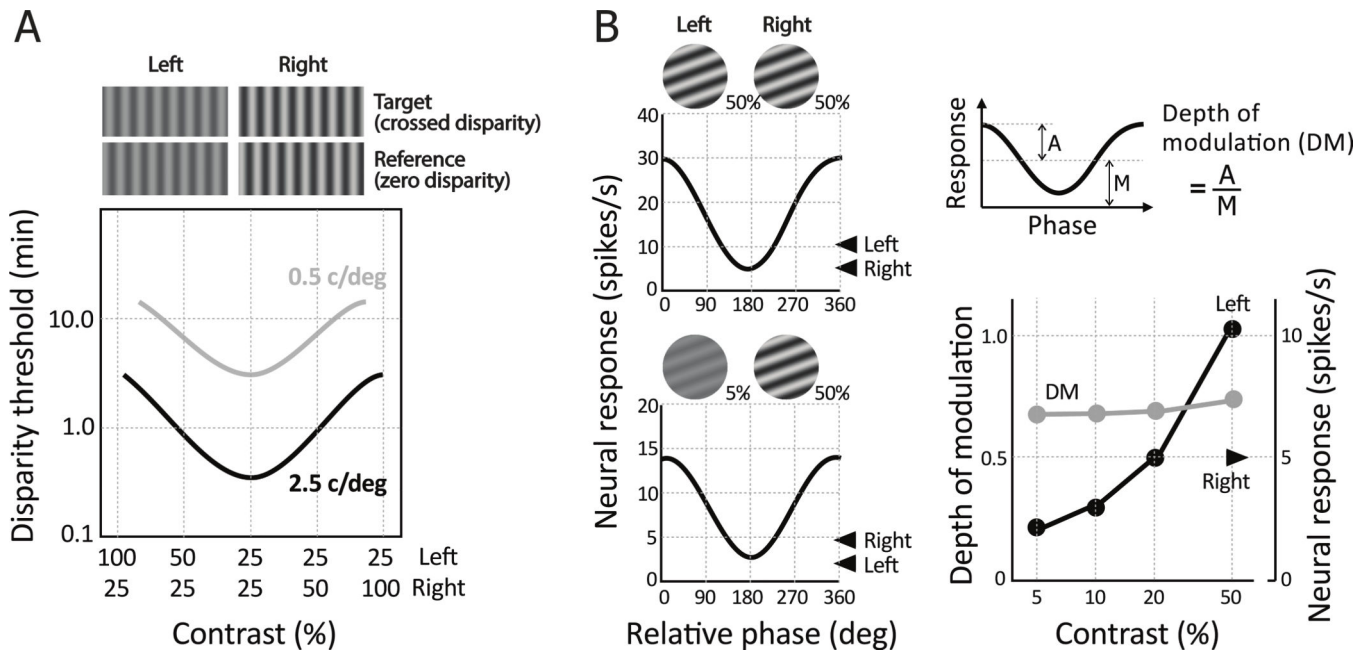 A
Left Right
Target
(crossed disparity)
Reference
(zero disparity)
Disparity threshold (min)
10.0
1.0
0.1
0.5 c/deg
2.5 c/deg
100 50 25 25 25 Left
25 25 25 50 100 Right
Contrast (%)
B
Left Right
50% 50%
Neural response (spikes/s)
40
30
20
10
0
Left
Right
0 90 180 270 360
5% 50%
20
15
10
5
0
Right
Left
0 90 180 270 360
Relative phase (deg)
Response
A
M
Phase
Depth of
modulation (DM)
= A
M
Depth of modulation
1.0
0.5
0
DM
Left
Right
10
5
0
Neural response (spikes/s)
5 10 20 50
Contrast (%)